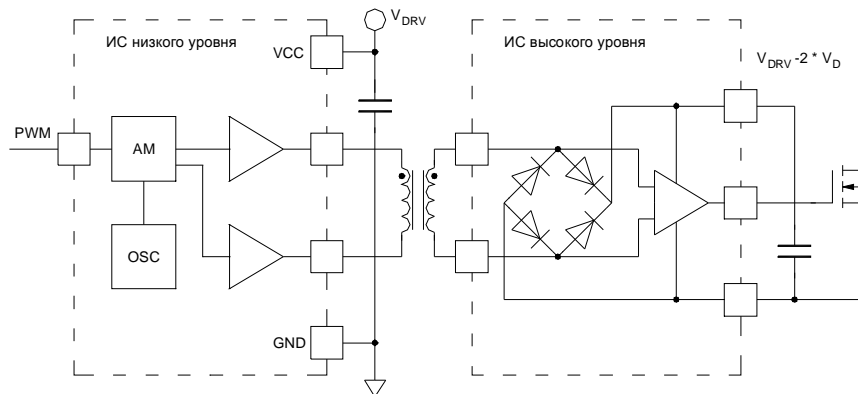 ИС низкого уровня
V_DRV
ИС высокого уровня
VCC
V_DRV -2 * V_D
PWM
AM
OSC
GND